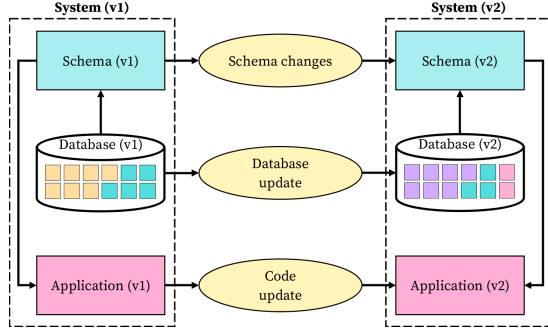 System (v1)
System (v2)
Schema (v1)
Schema changes
Schema (v2)
Database (v1)
Database
update
Database (v2)
Application (v1)
Code
update
Application (v2)